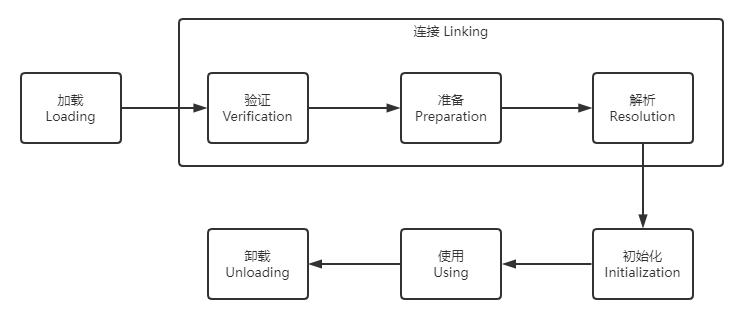 连接 Linking
加载
Loading
验证
Verification
准备
Preparation
解析
Resolution
卸载
Unloading
使用
Using
初始化
Initialization